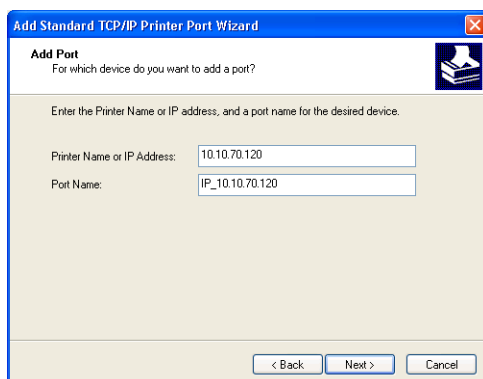 Add Standard TCP/IP Printer Port Wizard
Add Port
For which device do you want to add a port?
Enter the Printer Name or IP address, and a port name for the desired device.
Printer Name or IP Address: 10.10.70.120
Port Name: IP_10.10.70.120
< Back Next > Cancel